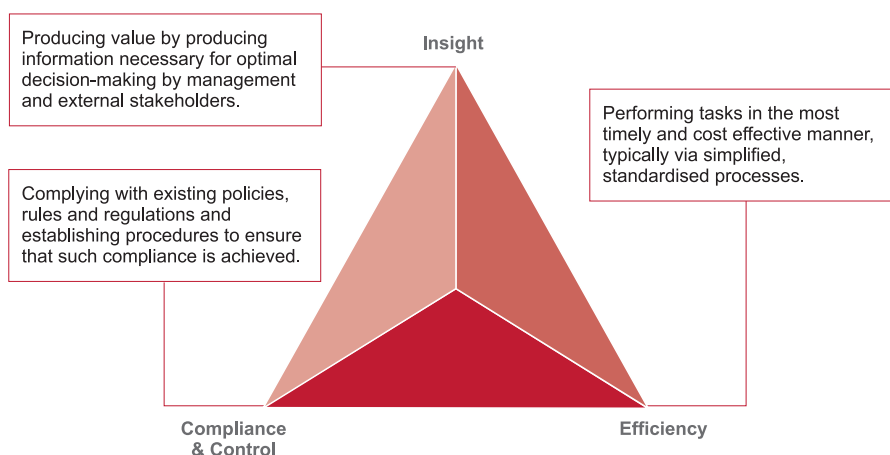 Insight
Producing value by producing
information necessary for optimal
decision-making by management
and external stakeholders.
Performing tasks in the most
timely and cost effective manner,
typically via simplified,
standardised processes.
Complying with existing policies,
rules and regulations and
establishing procedures to ensure
that such compliance is achieved.
Compliance
& Control
Efficiency